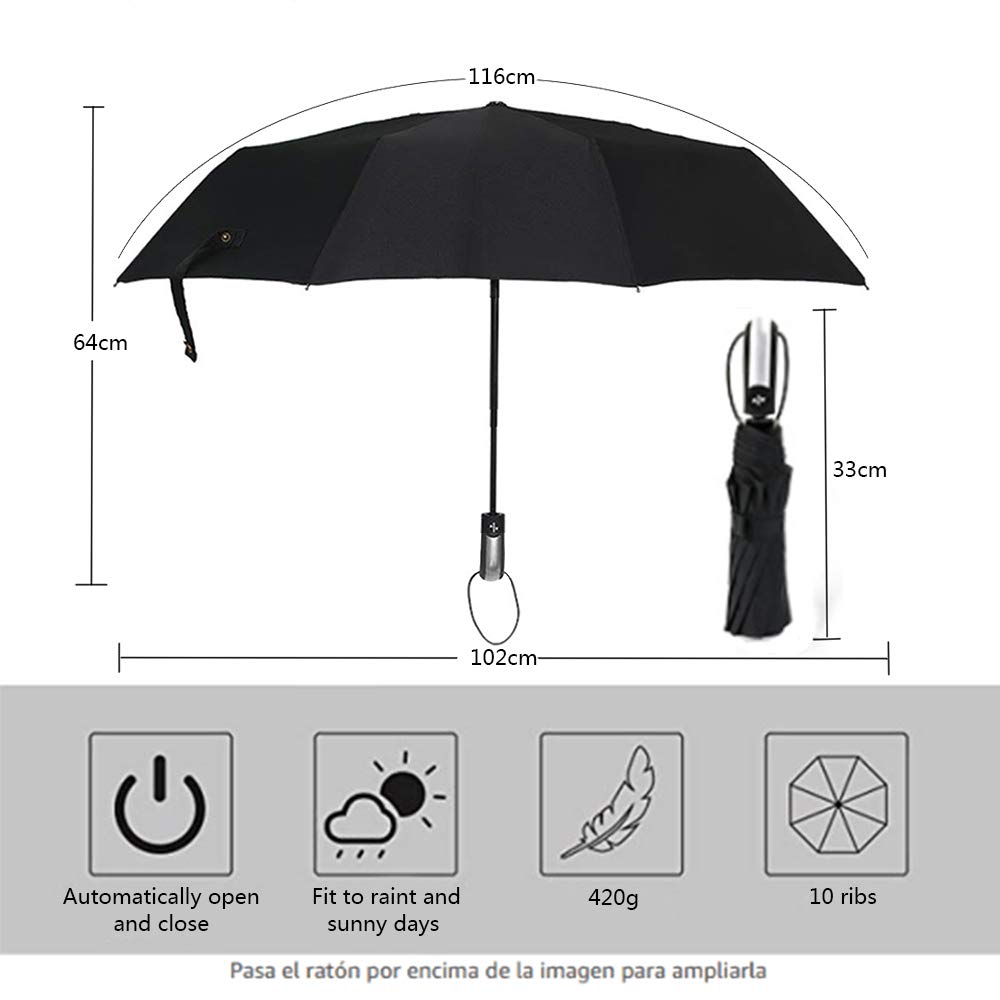 116cm
64cm
33cm
102cm
Automatically open
and close
Fit to raint and
sunny days
420g
10 ribs
Pasa el ratón por encima de la imagen para ampliarla